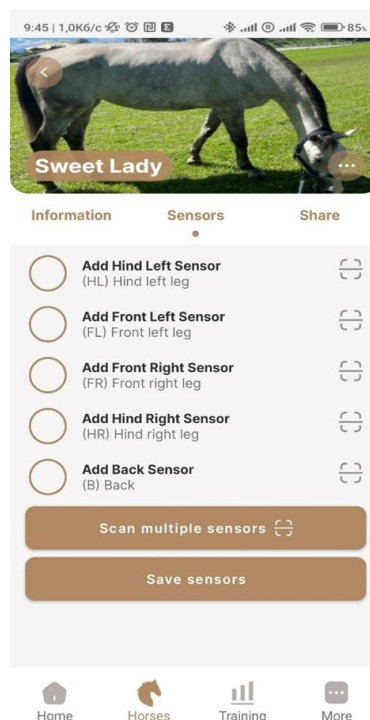 9:45 | 1,0Кб/с
85%
Sweet Lady
Information
Sensors
Share
Add Hind Left Sensor
(HL) Hind left leg
Add Front Left Sensor
(FL) Front left leg
Add Front Right Sensor
(FR) Front right leg
Add Hind Right Sensor
(HR) Hind right leg
Add Back Sensor
(B) Back
Scan multiple sensors
Save sensors
Home
Horses
Training
More